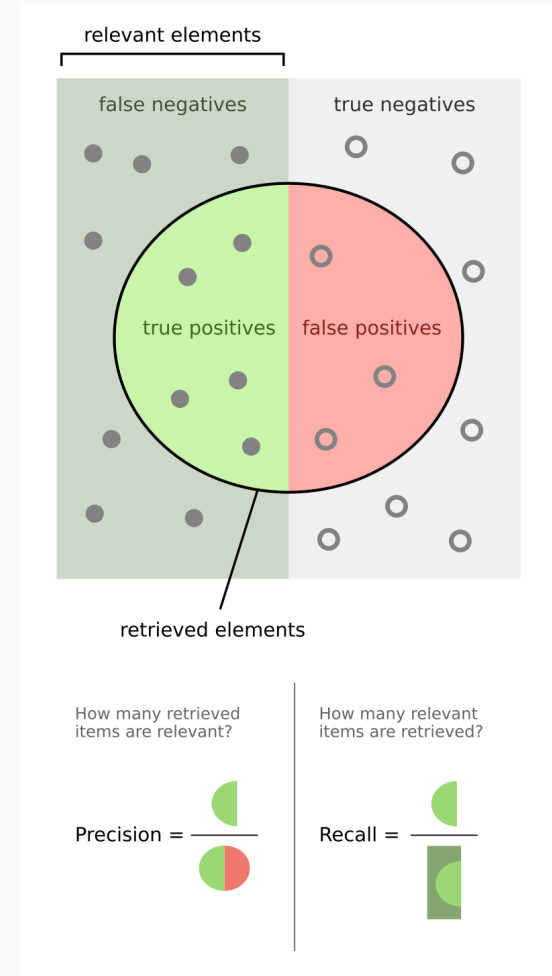 relevant elements
false negatives
true negatives
true positives
false positives
retrieved elements
How many retrieved
items are relevant?
Precision =
How many relevant
items are retrieved?
Recall =